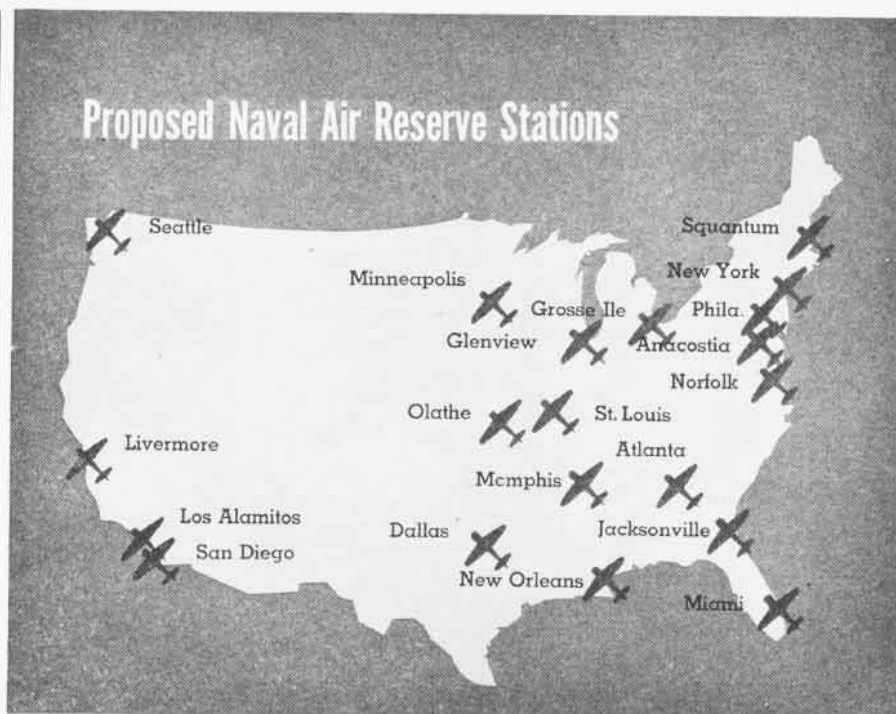 Proposed Naval Air Reserve Stations
Seattle
Squantum
New York
Minneapolis
Grosse Ile
Phila.
Glenview
Anacostia
Norfolk
Olathe
St. Louis
Livermore
Atlanta
Memphis
Los Alamitos
Dallas
Jacksonville
San Diego
New Orleans
Miami